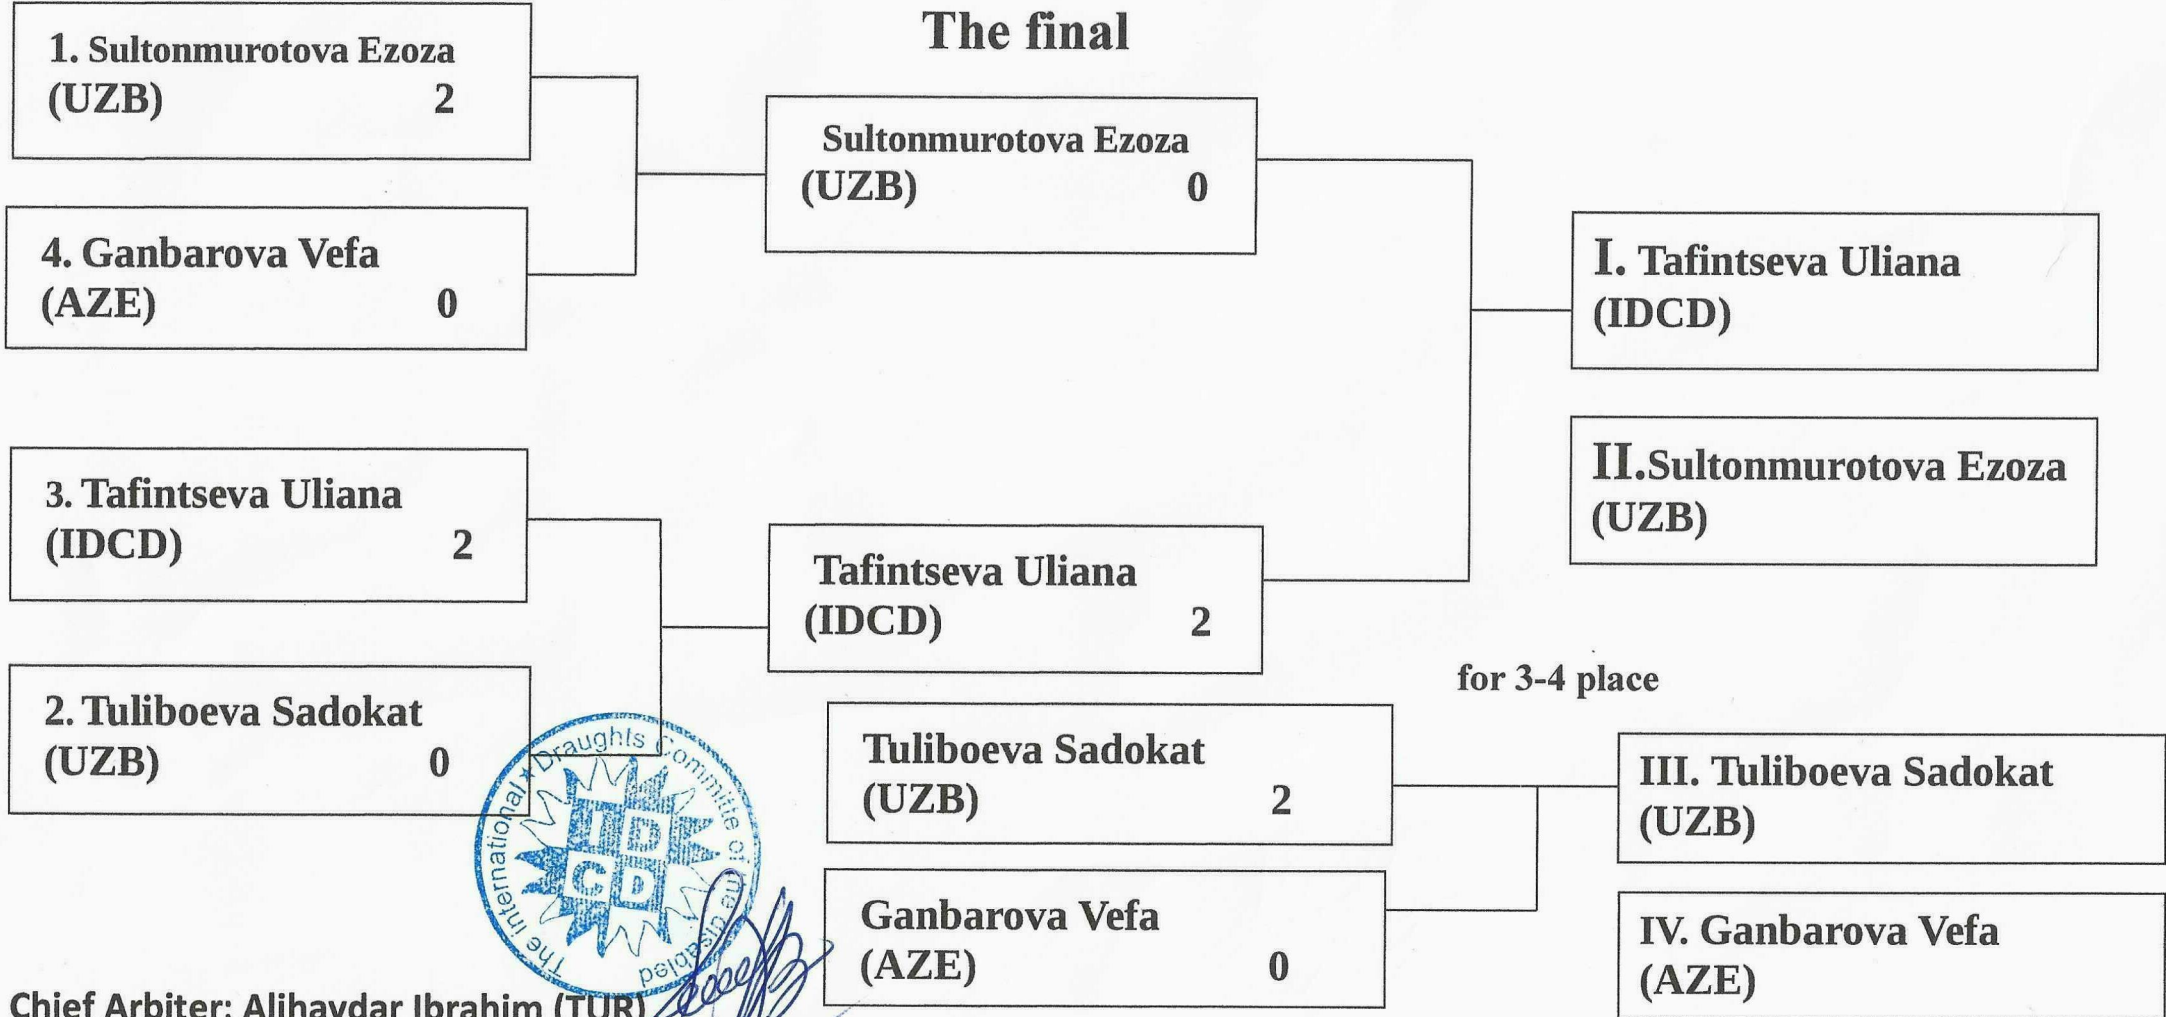 The final
1. Sultonmurotova Ezoza
(UZB) 2
4. Ganbarova Vefa
(AZE) 0
Sultonmurotova Ezoza
(UZB) 0
I. Tafintseva Uliana
(IDCD)
II.Sultonmurotova Ezoza
(UZB)
3. Tafintseva Uliana
(IDCD) 2
2. Tuliboeva Sadokat
(UZB) 0
Tafintseva Uliana
(IDCD) 2
for 3-4 place
Tuliboeva Sadokat
(UZB) 2
Ganbarova Vefa
(AZE) 0
III. Tuliboeva Sadokat
(UZB)
IV. Ganbarova Vefa
(AZE)
The International ★ Draughts Committe of the disabled
ID
CD
Chief Arbiter: Alihaydar Ibrahim (TUR)